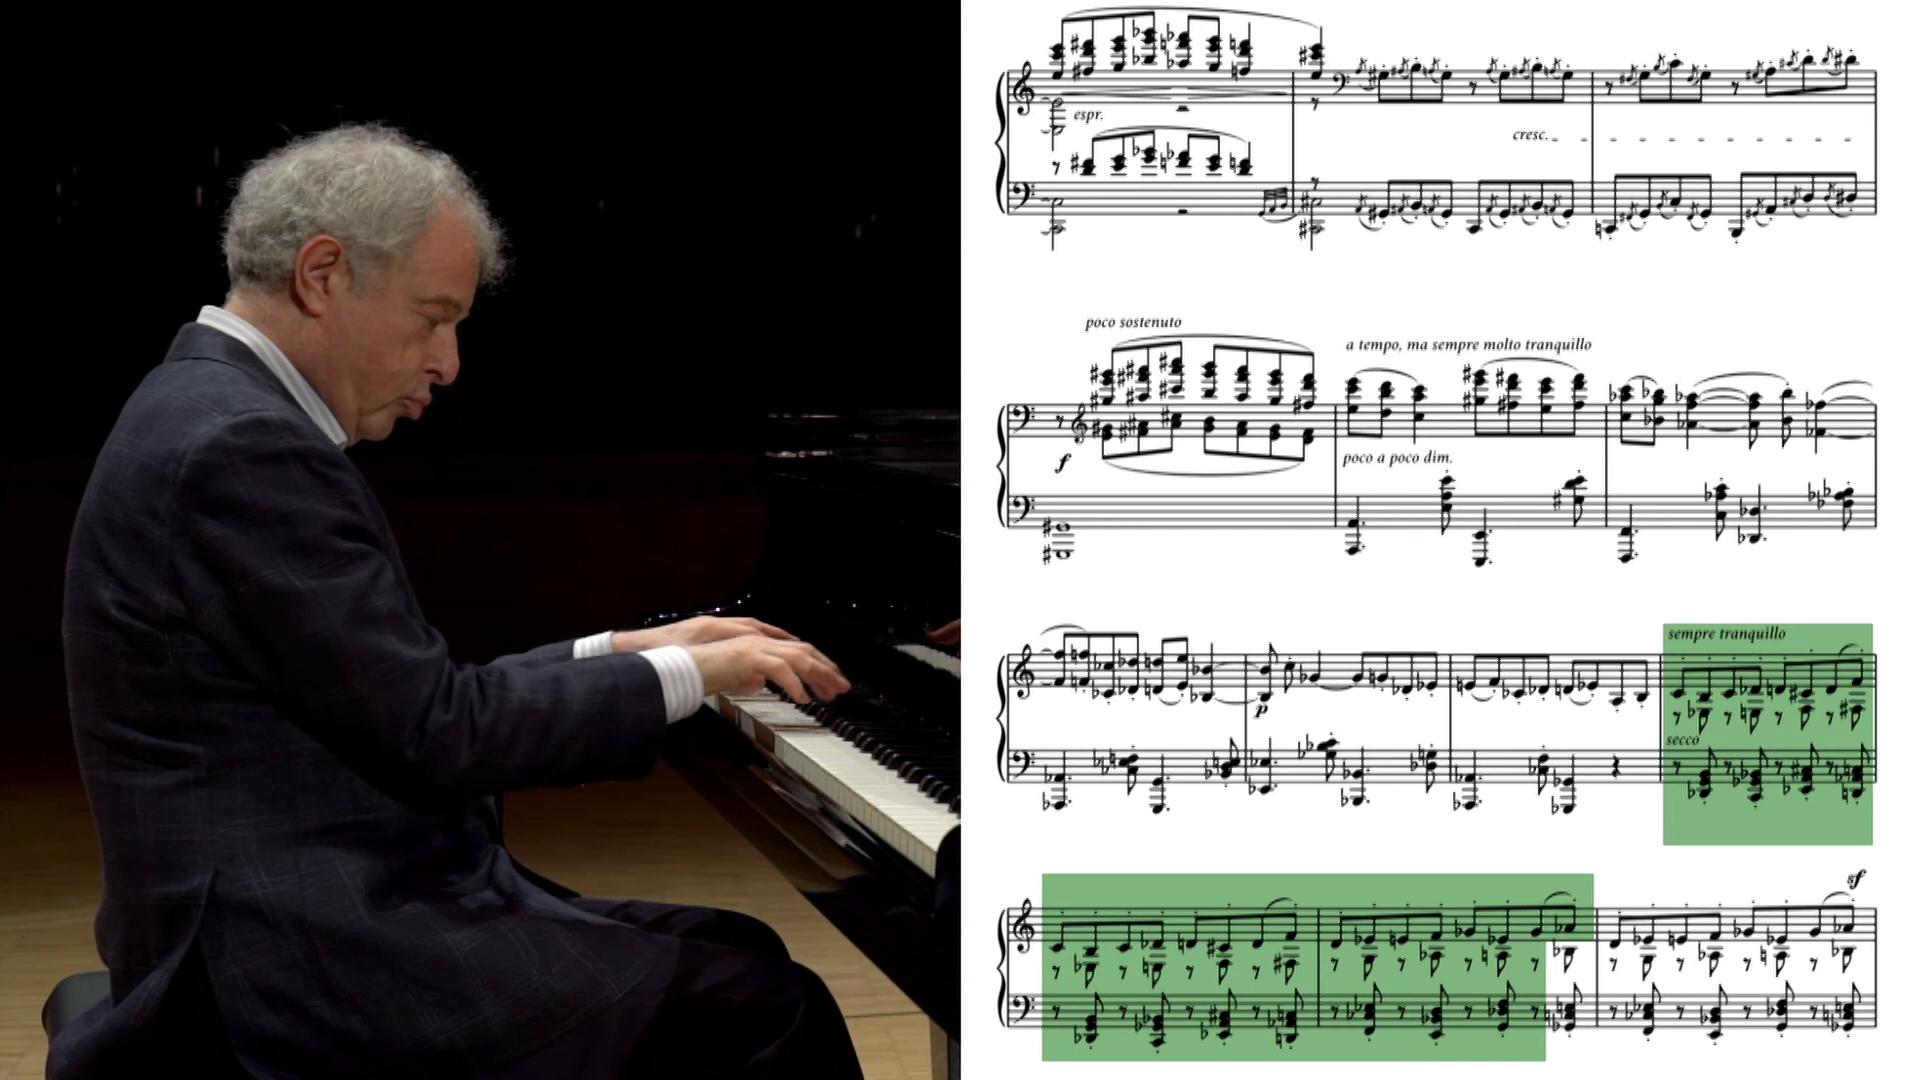 espr.
cresc.
poco sostenuto
a tempo, ma sempre molto tranquillo
f
poco a poco dim.
sempre tranquillo
p
secco
sf